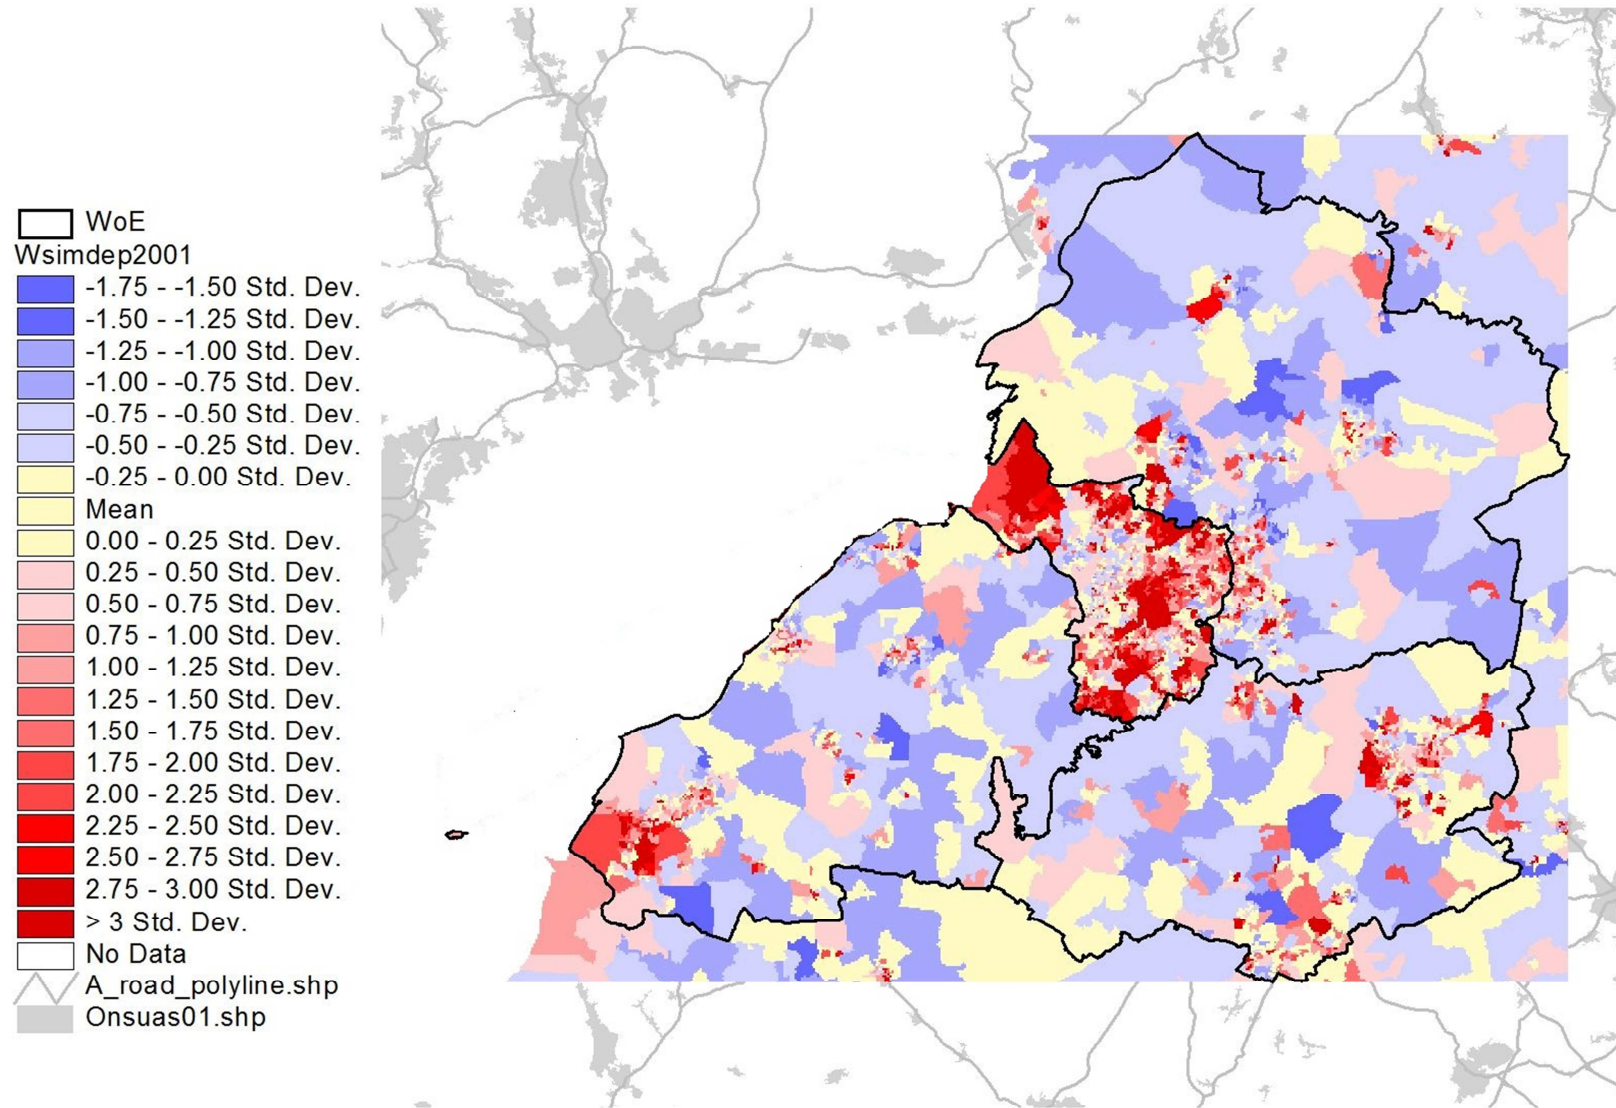 WoE
Wsimdep2001
-1.75 - -1.50 Std. Dev.
-1.50 - -1.25 Std. Dev.
-1.25 - -1.00 Std. Dev.
-1.00 - -0.75 Std. Dev.
-0.75 - -0.50 Std. Dev.
-0.50 - -0.25 Std. Dev.
-0.25 - 0.00 Std. Dev.
Mean
0.00 - 0.25 Std. Dev.
0.25 - 0.50 Std. Dev.
0.50 - 0.75 Std. Dev.
0.75 - 1.00 Std. Dev.
1.00 - 1.25 Std. Dev.
1.25 - 1.50 Std. Dev.
1.50 - 1.75 Std. Dev.
1.75 - 2.00 Std. Dev.
2.00 - 2.25 Std. Dev.
2.25 - 2.50 Std. Dev.
2.50 - 2.75 Std. Dev.
2.75 - 3.00 Std. Dev.
> 3 Std. Dev.
No Data
A_road_polyline.shp
Onsuas01.shp